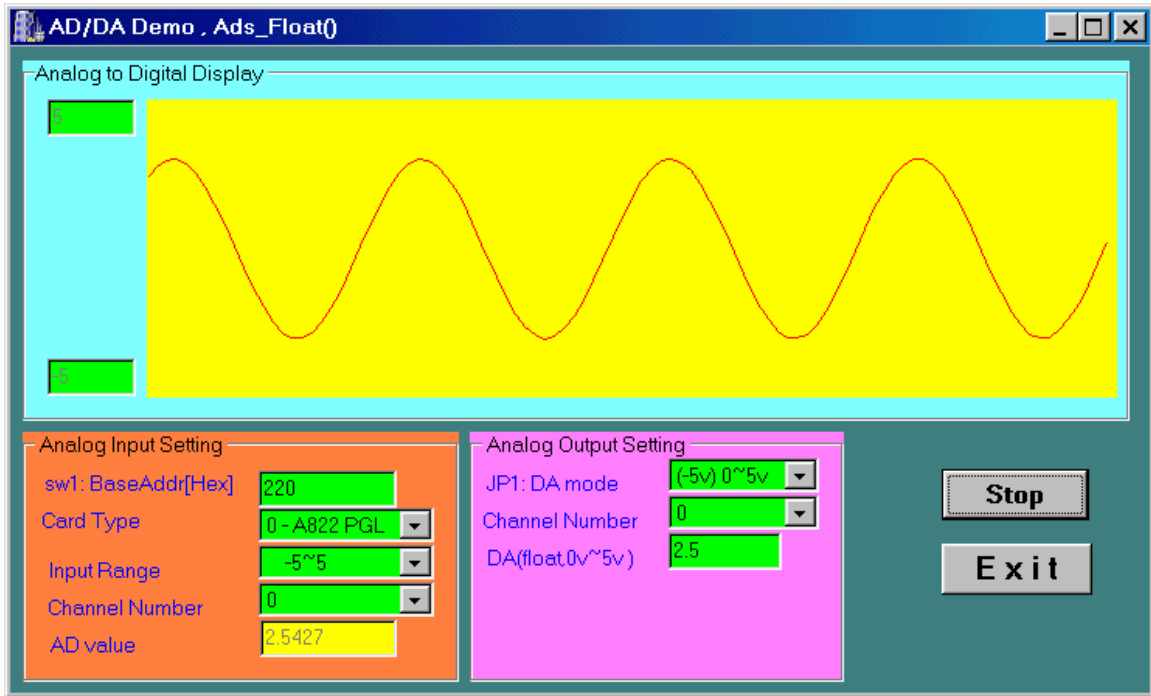 AD/DA Demo , Ads_Float()
Analog to Digital Display
5
-5
Analog Input Setting
sw1: BaseAddr[Hex]
220
Card Type
0 - A822 PGL
Input Range
-5~5
Channel Number
0
AD value
2.5427
Analog Output Setting
JP1: DA mode
(-5v) 0~5v
Channel Number
0
DA(float,0v~5v )
2.5
Stop
Exit